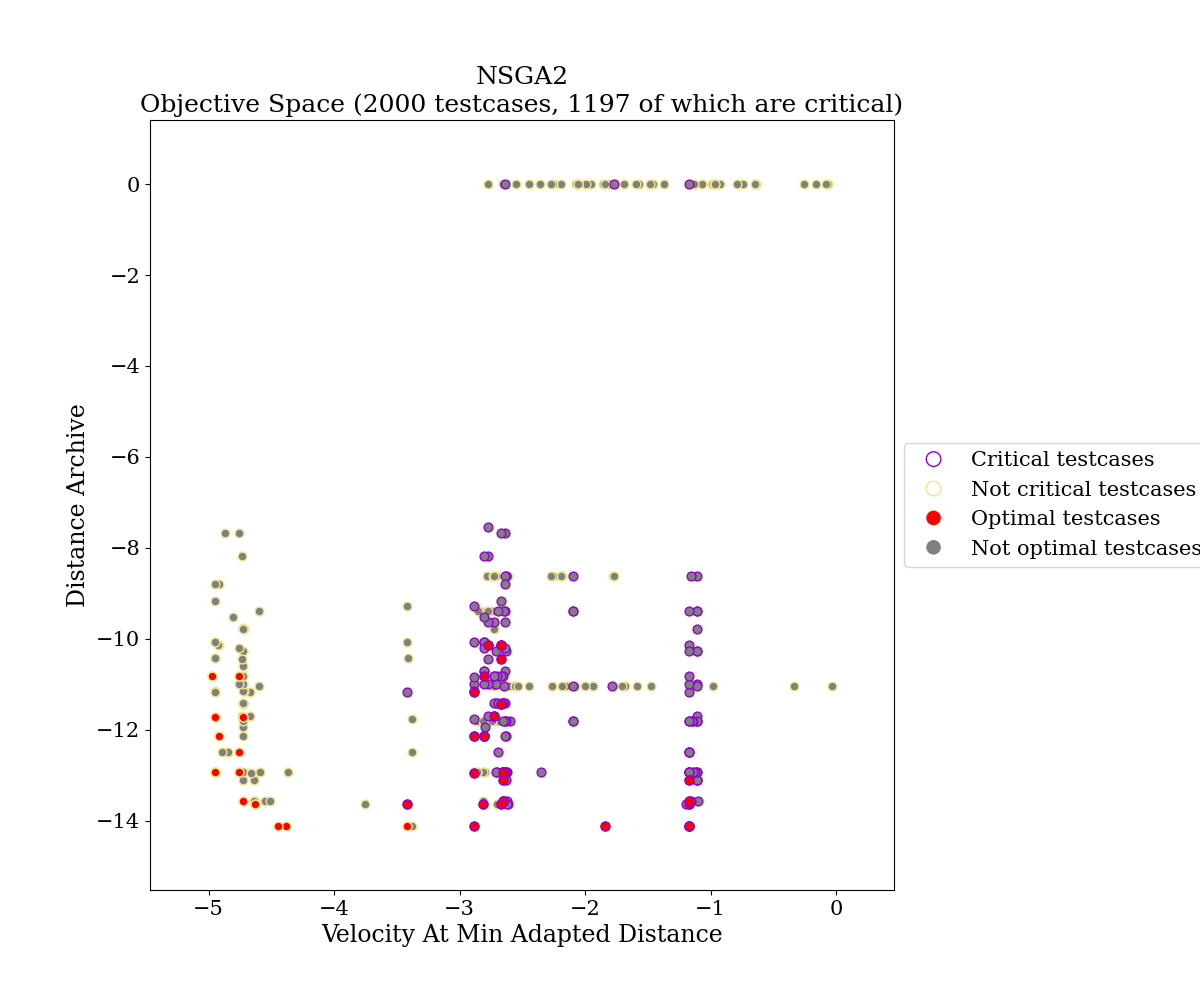 NSGA2
Objective Space (2000 testcases, 1197 of which are critical)
0
−2
−4
−6
−8
−10
−12
−14
Distance Archive
−5
−4
−3
−2
−1
0
Velocity At Min Adapted Distance
Critical testcases
Not critical testcases
Optimal testcases
Not optimal testcases